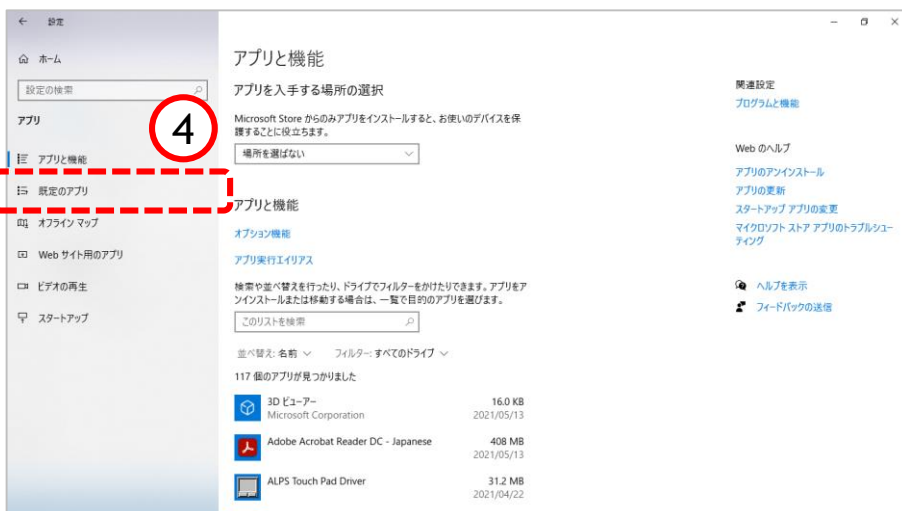 設定
ホーム
設定の検索
アプリ
4
アプリと機能
既定のアプリ
オフライン マップ
Web サイト用のアプリ
ビデオの再生
スタートアップ
アプリと機能
アプリを入手する場所の選択
Microsoft Store からのみアプリをインストールすると、お使いのデバイスを保
護することに役立ちます。
場所を選ばない
アプリと機能
オプション機能
アプリ実行エイリアス
検索や並べ替えを行ったり、ドライブでフィルターをかけたりできます。アプリをア
ンインストールまたは移動する場合は、一覧で目的のアプリを選びます。
このリストを検索
並べ替え: 名前 フィルター: すべてのドライブ
117 個のアプリが見つかりました
3D ビューアー 16.0 KB
Microsoft Corporation 2021/05/13
Adobe Acrobat Reader DC - Japanese 408 MB
2021/05/13
ALPS Touch Pad Driver 31.2 MB
2021/04/22
関連設定
プログラムと機能
Web のヘルプ
アプリのアンインストール
アプリの更新
スタートアップ アプリの変更
マイクロソフト ストア アプリのトラブルシュー
ティング
ヘルプを表示
フィードバックの送信